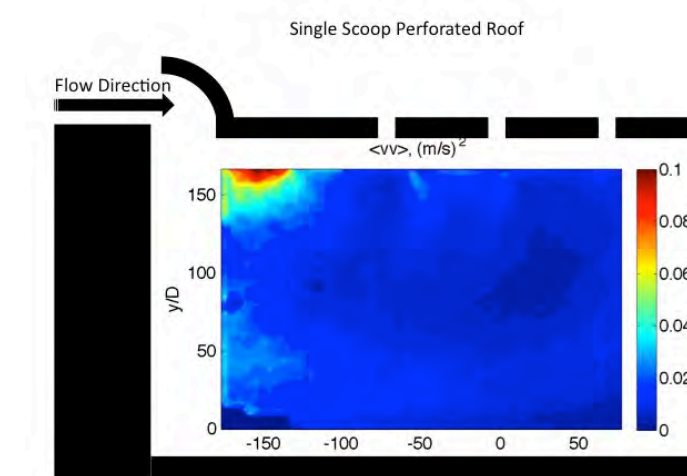 Single Scoop Perforated Roof
Flow Direction
<vv>, (m/s)²
0.1
150
0.08
100
0.06
y/D
0.04
50
0.02
0
0
-150 -100 -50 0 50